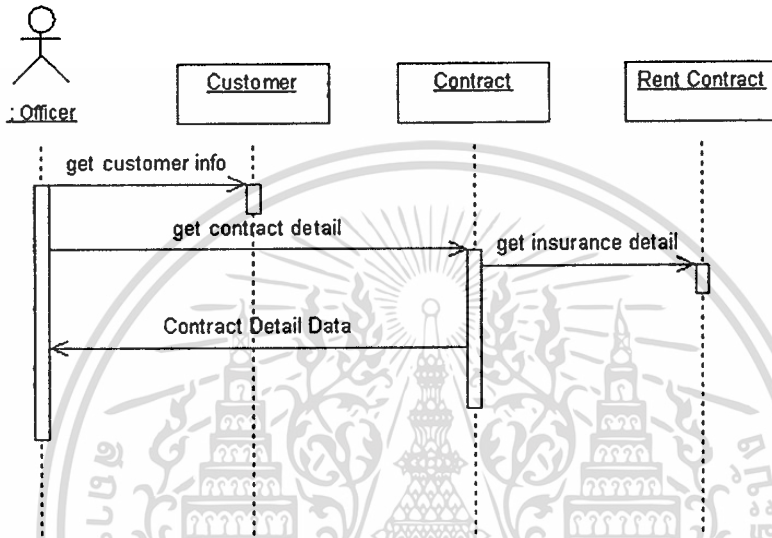 : Officer
Customer
Contract
Rent Contract
get customer info
get contract detail
get insurance detail
Contract Detail Data